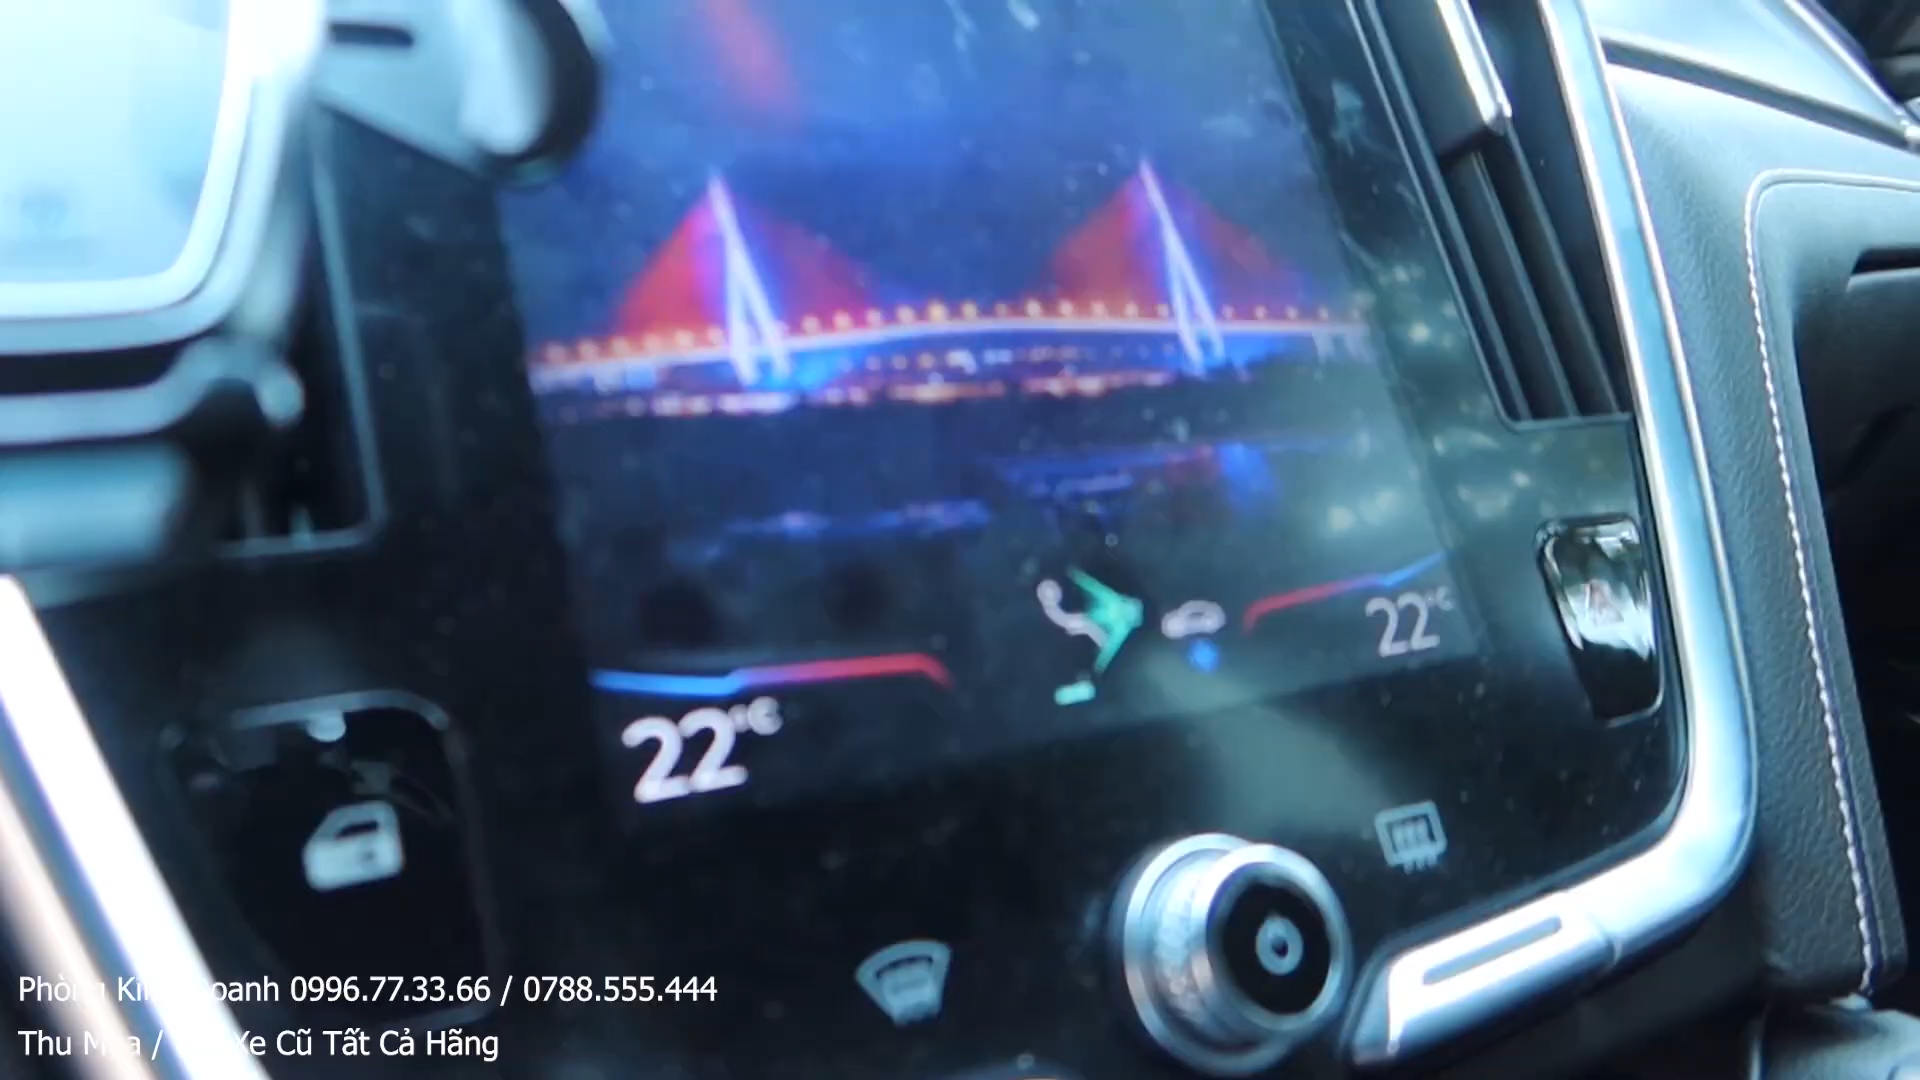 22°C
22°C
Phòng Kinh Doanh 0996.77.33.66 / 0788.555.444
Thu Mua / Xe Cũ Tất Cả Hãng